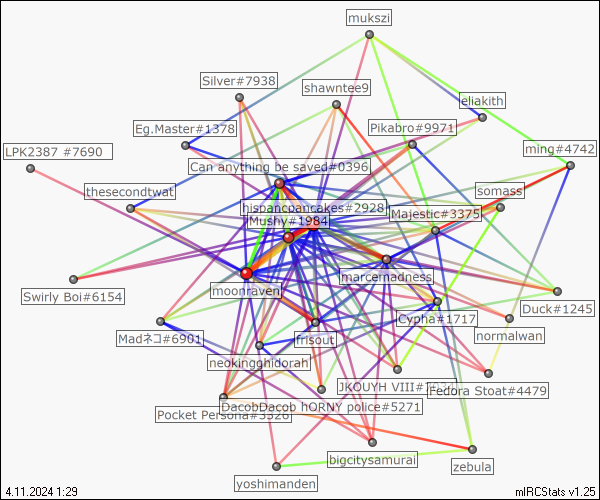 mukszi
Silver#7938
shawntee9
eliakith
Eg.Master#1378
Pikabro#9971
LPK2387 #7690
ming#4742
Can anything be saved#0396
thesecondtwat
somass
hispancpancakes#2928
Majestic#3375
Mushy#1984
marcernadness
moonraven
Swirly Boi#6154
Duck#1245
Cypha#1717
Madネコ#6901
frisout
normalwan
neokingghidorah
JKOUYH VIII
Fedora Stoat#4479
DacobDacob hORNY police#5271
Pocket Persona#3526
bigcitysamurai
zebula
yoshimanden
4.11.2024 1:29
mIRCStats v1.25